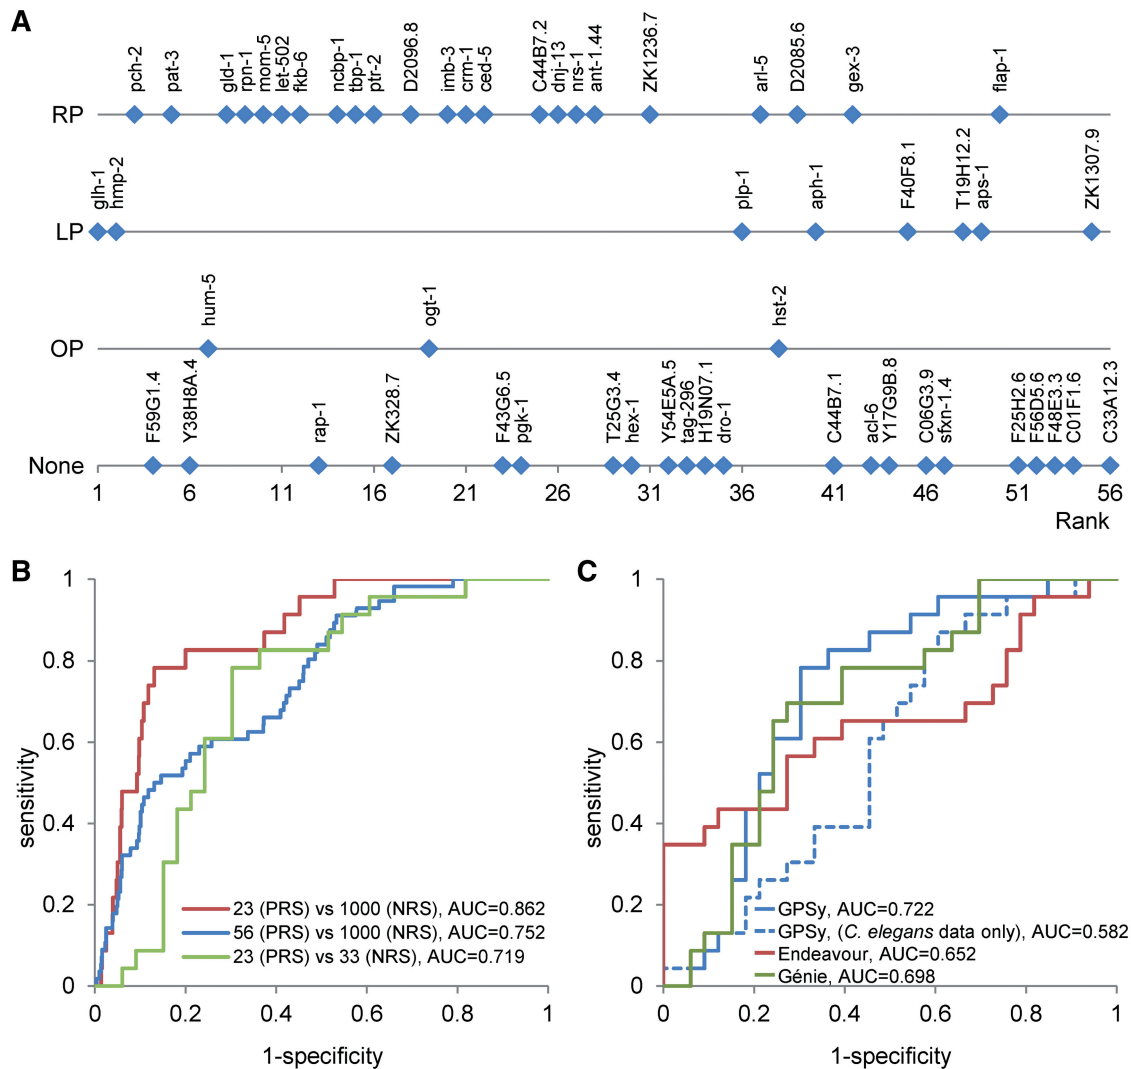 A
pch-2 pat-3 gld-1 rpn-1 mom-5 let-502 fkb-6 ncbp-1 tbp-1 ptr-2 D2096.8 imb-3 crm-1 ced-5 C44B7.2 dnj-13 nrs-1 ant-1.44 ZK1236.7 arl-5 D2085.6 gex-3 flap-1
RP
glh-1 hmp-2 plp-1 aph-1 F40F8.1 T19H12.2 aps-1 ZK1307.9
LP
hum-5 ogt-1 hst-2
OP
F59G1.4 Y38H8A.4 rap-1 ZK328.7 F43G6.5 pgk-1 T25G3.4 hex-1 Y54E5A.5 tag-296 H19N07.1 dro-1 C44B7.1 acl-6 Y17G9B.8 C06G3.9 sfxn-1.4 F25H2.6 F56D5.6 F48E3.3 C01F1.6 C33A12.3
None
1 6 11 16 21 26 31 36 41 46 51 56
Rank
B
1
0.8
0.6
0.4
0.2
0
sensitivity
23 (PRS) vs 1000 (NRS), AUC=0.862
56 (PRS) vs 1000 (NRS), AUC=0.752
23 (PRS) vs 33 (NRS), AUC=0.719
0 0.2 0.4 0.6 0.8 1
1-specificity
C
1
0.8
0.6
0.4
0.2
0
sensitivity
GPSy, AUC=0.722
GPSy, (C. elegans data only), AUC=0.582
Endeavour, AUC=0.652
Génie, AUC=0.698
0 0.2 0.4 0.6 0.8 1
1-specificity